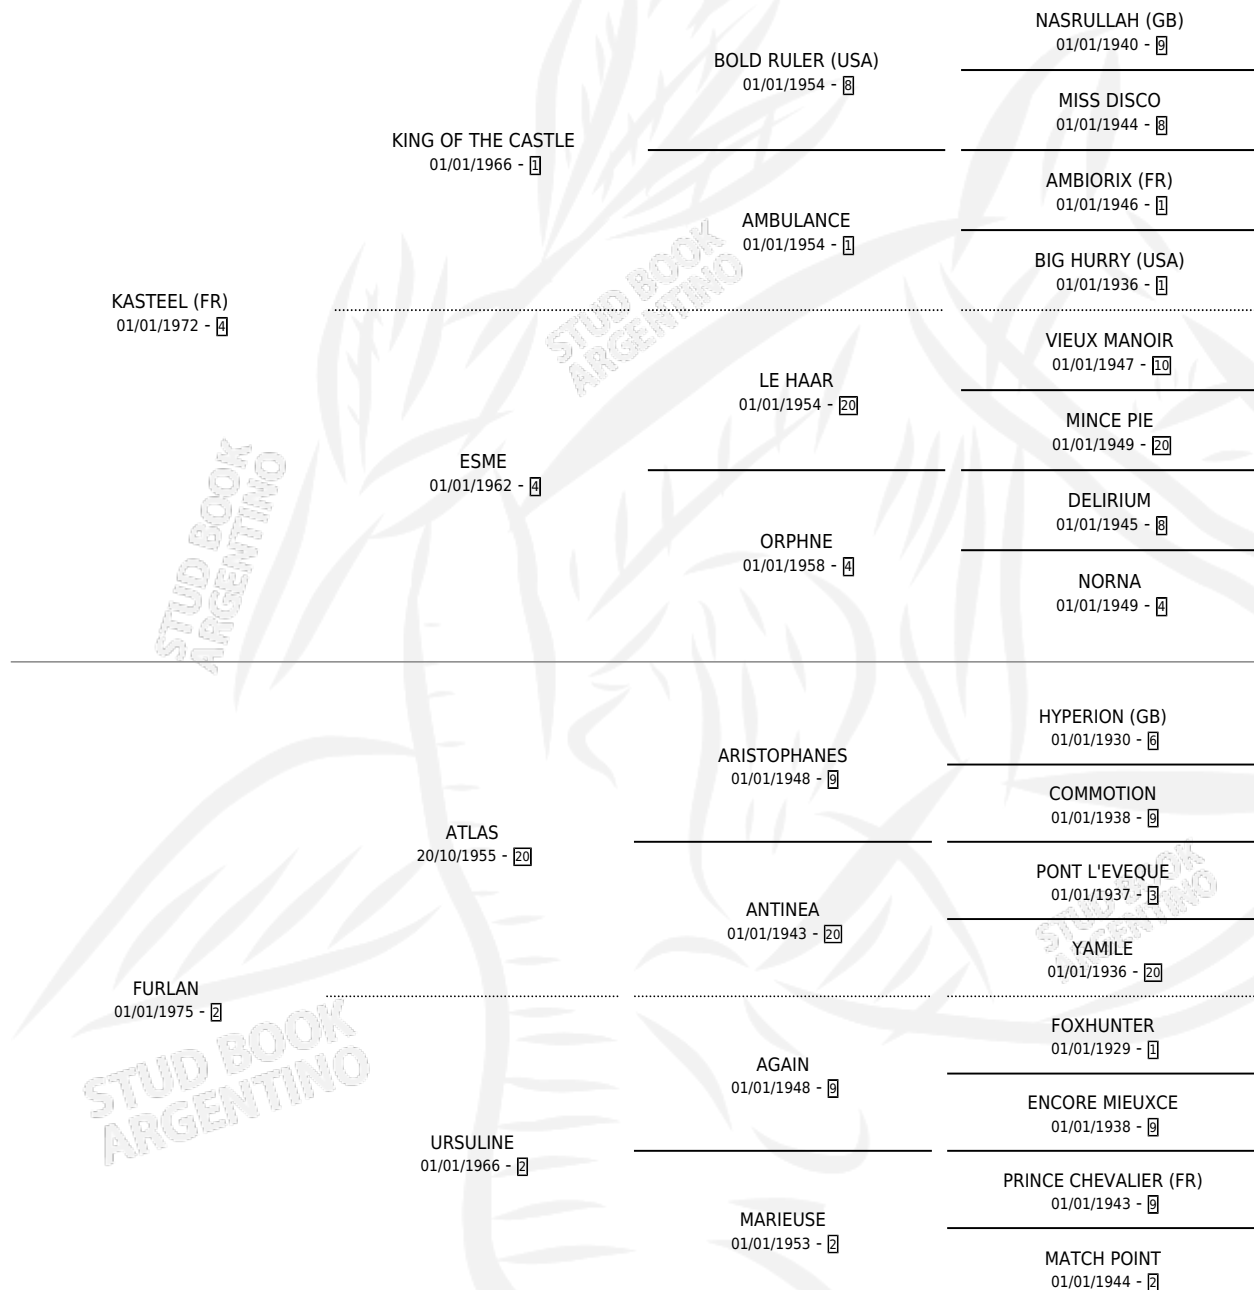 NASRULLAH (GB)
01/01/1940 - 9
BOLD RULER (USA)
01/01/1954 - 8
MISS DISCO
01/01/1944 - 8
KING OF THE CASTLE
01/01/1966 - 1
AMBIORIX (FR)
01/01/1946 - 1
AMBULANCE
01/01/1954 - 1
BIG HURRY (USA)
01/01/1936 - 1
KASTEEL (FR)
01/01/1972 - 4
VIEUX MANOIR
01/01/1947 - 10
LE HAAR
01/01/1954 - 20
MINCE PIE
01/01/1949 - 20
ESME
01/01/1962 - 4
DELIRIUM
01/01/1945 - 8
ORPHNE
01/01/1958 - 4
NORNA
01/01/1949 - 4
HYPERION (GB)
01/01/1930 - 6
ARISTOPHANES
01/01/1948 - 9
COMMOTION
01/01/1938 - 9
ATLAS
20/10/1955 - 20
PONT L'EVEQUE
01/01/1937 - 3
ANTINEA
01/01/1943 - 20
YAMILE
01/01/1936 - 20
FURLAN
01/01/1975 - 2
FOXHUNTER
01/01/1929 - 1
AGAIN
01/01/1948 - 9
ENCORE MIEUXCE
01/01/1938 - 9
URSULINE
01/01/1966 - 2
PRINCE CHEVALIER (FR)
01/01/1943 - 9
MARIEUSE
01/01/1953 - 2
MATCH POINT
01/01/1944 - 2
STUD BOOK
ARGENTINO
STUD BOOK
ARGENTINO
STUD BOOK
ARGENTINO
STUD BOOK
ARGENTINO